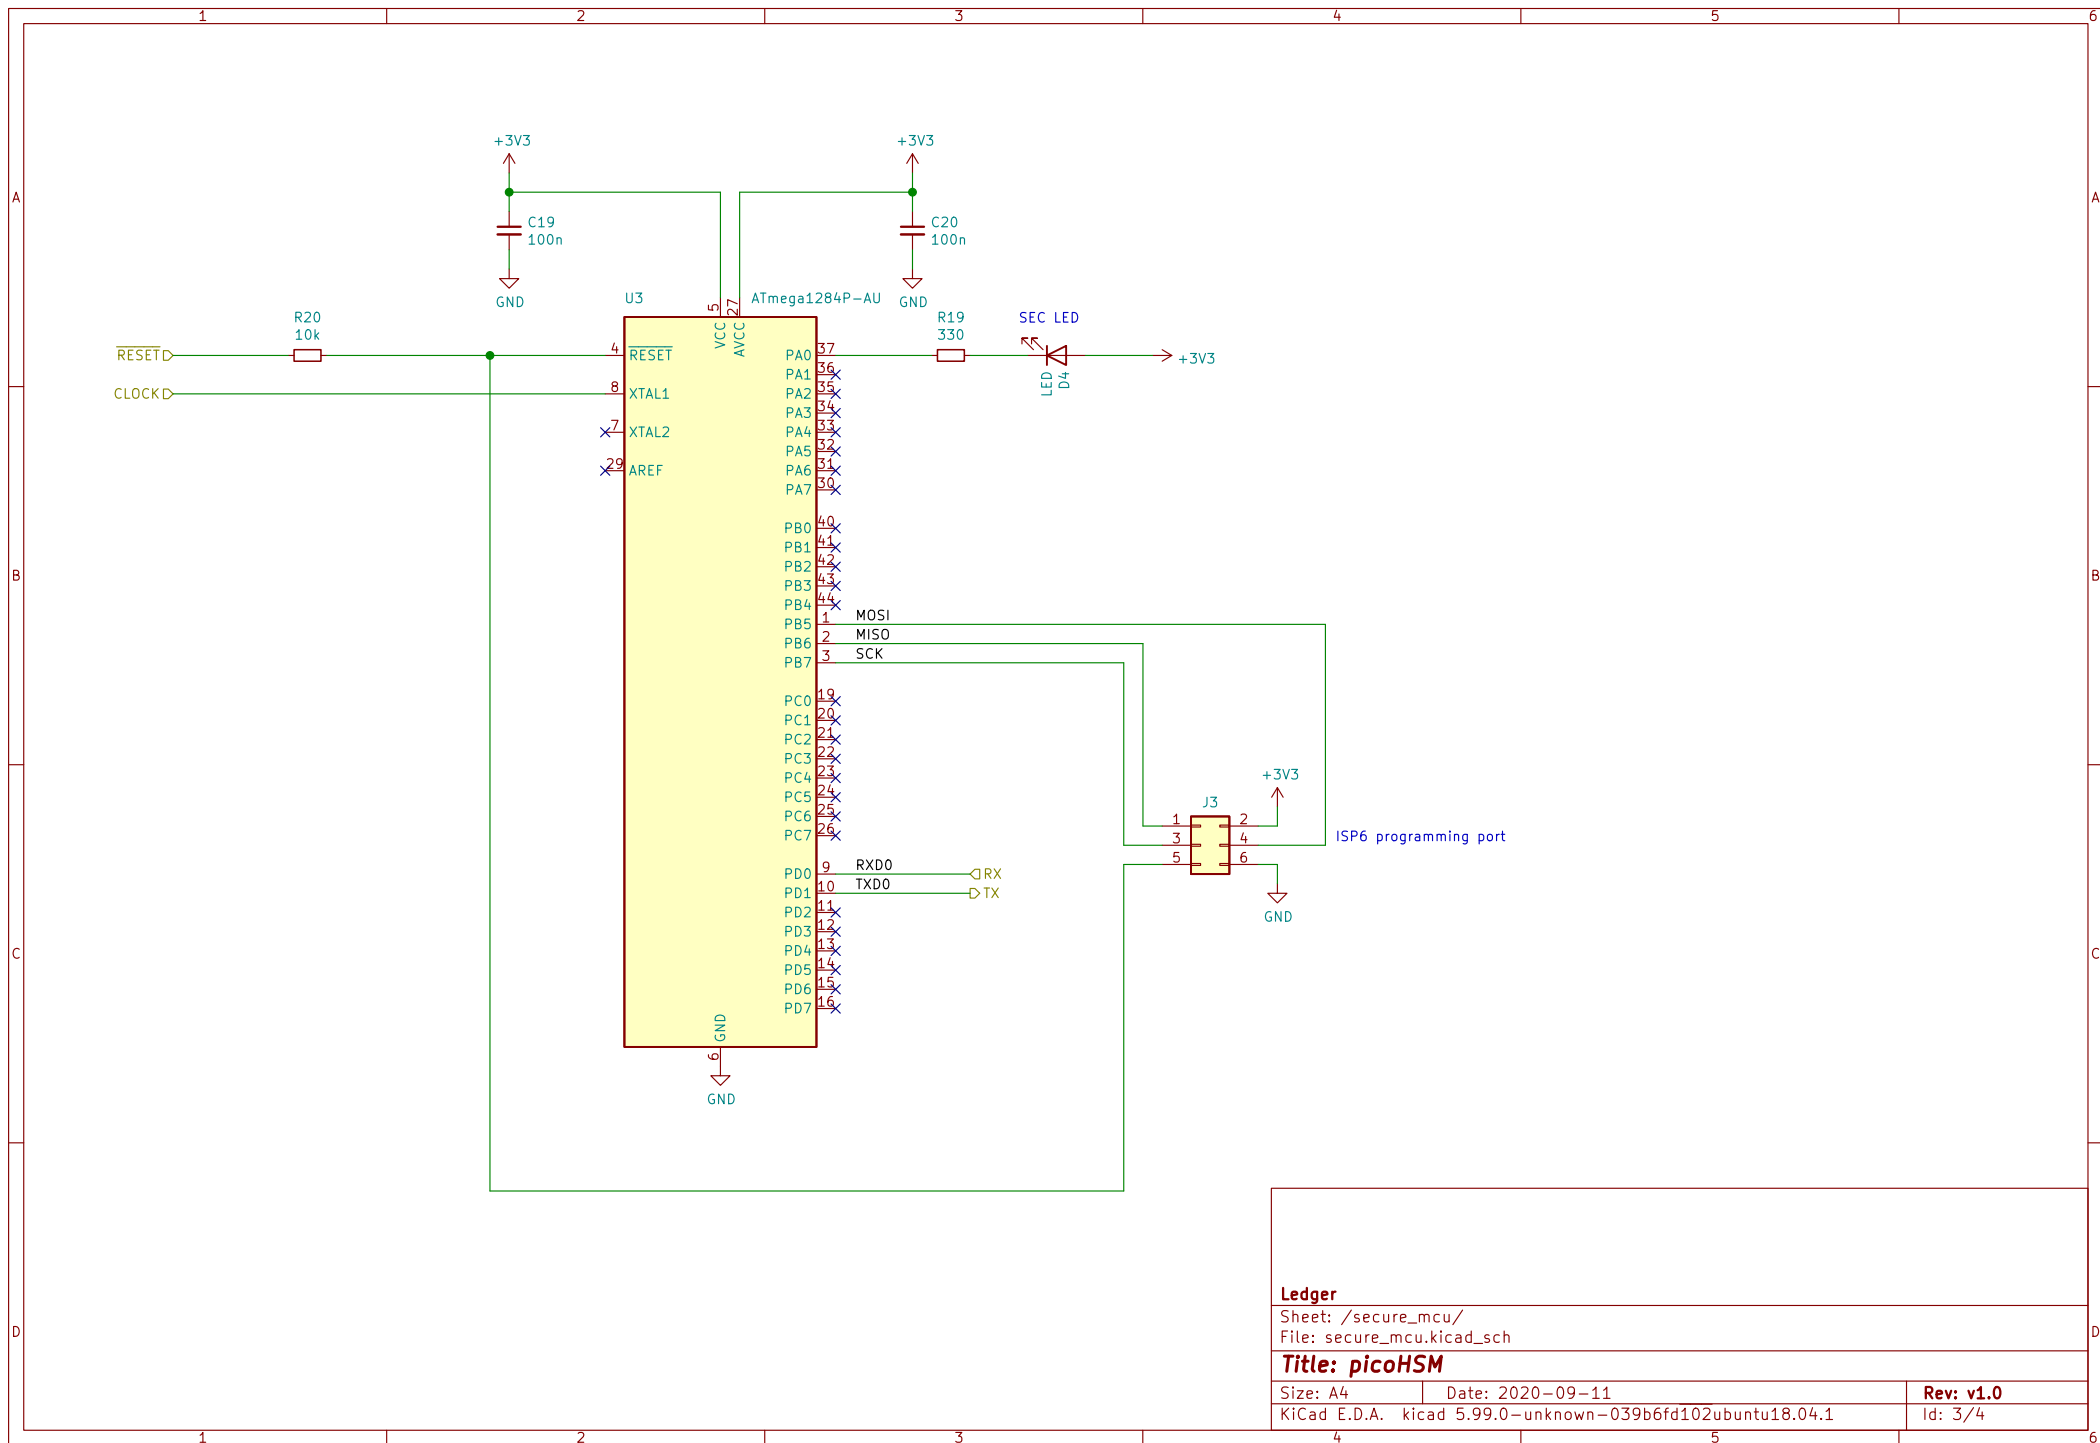 1 2 3 4 5 6
+3V3 +3V3
A A
C19 C20
100n 100n
GND GND
U3 ATmega1284P-AU
5 27
VCC AVCC
R20 R19 SEC LED
10k 330
RESET 4 RESET PA0 37 +3V3
LED D4
PA1 36
CLOCK 8 XTAL1 PA2 35
PA3 34
7 XTAL2 PA4 33
PA5 32
29 AREF PA6 31
PA7 30
PB0 40
PB1 41
PB2 42
B B
PB3 43
PB4 44
PB5 1 MOSI
PB6 2 MISO
PB7 3 SCK
PC0 19
PC1 20
PC2 21
PC3 22
PC4 23
PC5 24
PC6 25
PC7 26
+3V3
J3
1 2
3 4
5 6
ISP6 programming port
GND
PD0 9 RXD0 RX
PD1 10 TXD0 TX
PD2 11
PD3 12
PD4 13
C C
PD5 14
PD6 15
PD7 16
GND
6
GND
Ledger
Sheet: /secure_mcu/
File: secure_mcu.kicad_sch
D D
Title: picoHSM
Size: A4 Date: 2020-09-11 Rev: v1.0
KiCad E.D.A. kicad 5.99.0-unknown-039b6fd102ubuntu18.04.1 Id: 3/4
1 2 3 4 5 6